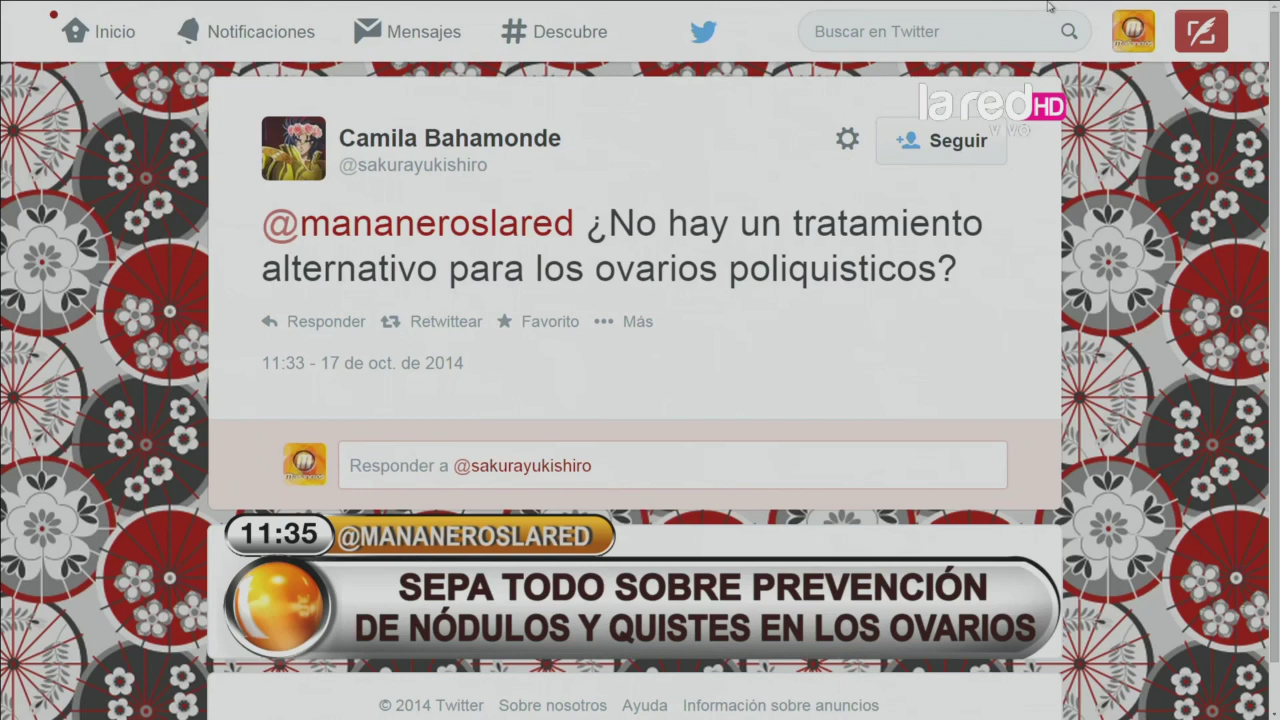 Inicio Notificaciones Mensajes Descubre Buscar en Twitter
la red HD
VIVO
Camila Bahamonde
@sakurayukishiro
Seguir
@mananeroslared ¿No hay un tratamiento
alternativo para los ovarios poliquisticos?
Responder Retwittear Favorito Más
11:33 - 17 de oct. de 2014
Responder a @sakurayukishiro
11:35 @MANANEROSLARED
SEPA TODO SOBRE PREVENCIÓN
DE NÓDULOS Y QUISTES EN LOS OVARIOS
© 2014 Twitter Sobre nosotros Ayuda Información sobre anuncios